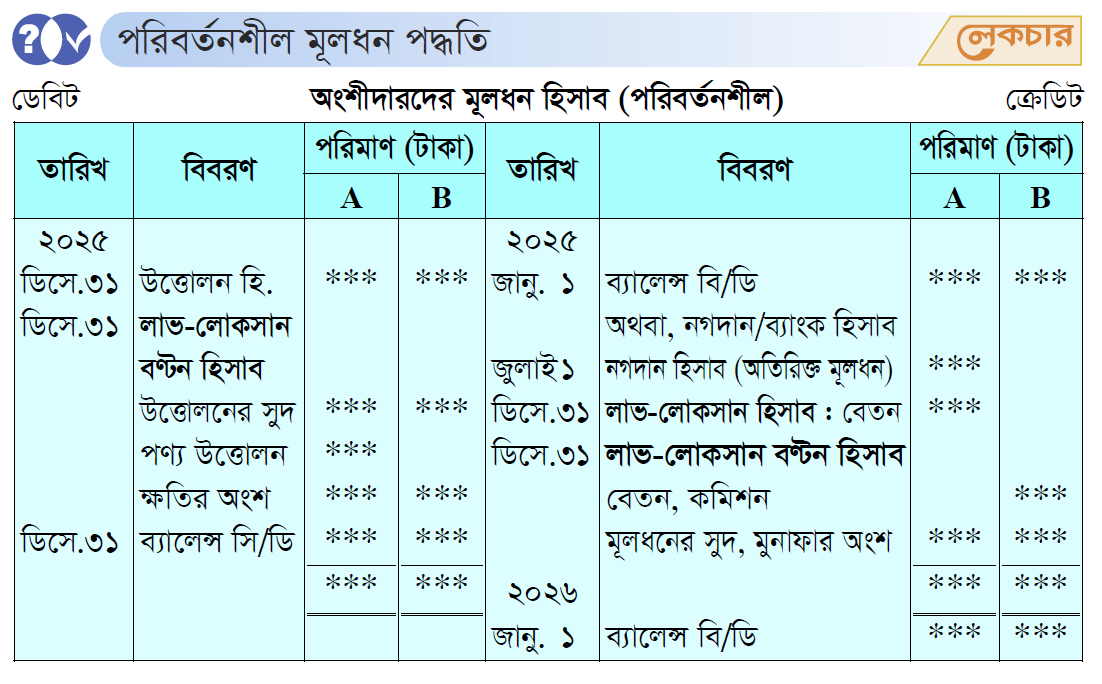 পরিবর্তনশীল মূলধন পদ্ধতি
লেকচার
ডেবিট অংশীদারদের মূলধন হিসাব (পরিবর্তনশীল) ক্রেডিট
তারিখ বিবরণ পরিমাণ (টাকা) তারিখ বিবরণ পরিমাণ (টাকা)
A B A B
২০২৫ ২০২৫
ডিসে.৩১ উত্তোলন হি. *** *** জানু. ১ ব্যালেন্স বি/ডি *** ***
ডিসে.৩১ লাভ-লোকসান অথবা, নগদান/ব্যাংক হিসাব
বণ্টন হিসাব জুলাই১ নগদান হিসাব (অতিরিক্ত মূলধন) ***
উত্তোলনের সুদ *** *** ডিসে.৩১ লাভ-লোকসান হিসাব : বেতন ***
পণ্য উত্তোলন *** ডিসে.৩১ লাভ-লোকসান বণ্টন হিসাব
ক্ষতির অংশ *** *** বেতন, কমিশন ***
ডিসে.৩১ ব্যালেন্স সি/ডি *** *** মূলধনের সুদ, মুনাফার অংশ *** ***
*** *** ২০২৬ *** ***
জানু. ১ ব্যালেন্স বি/ডি *** ***